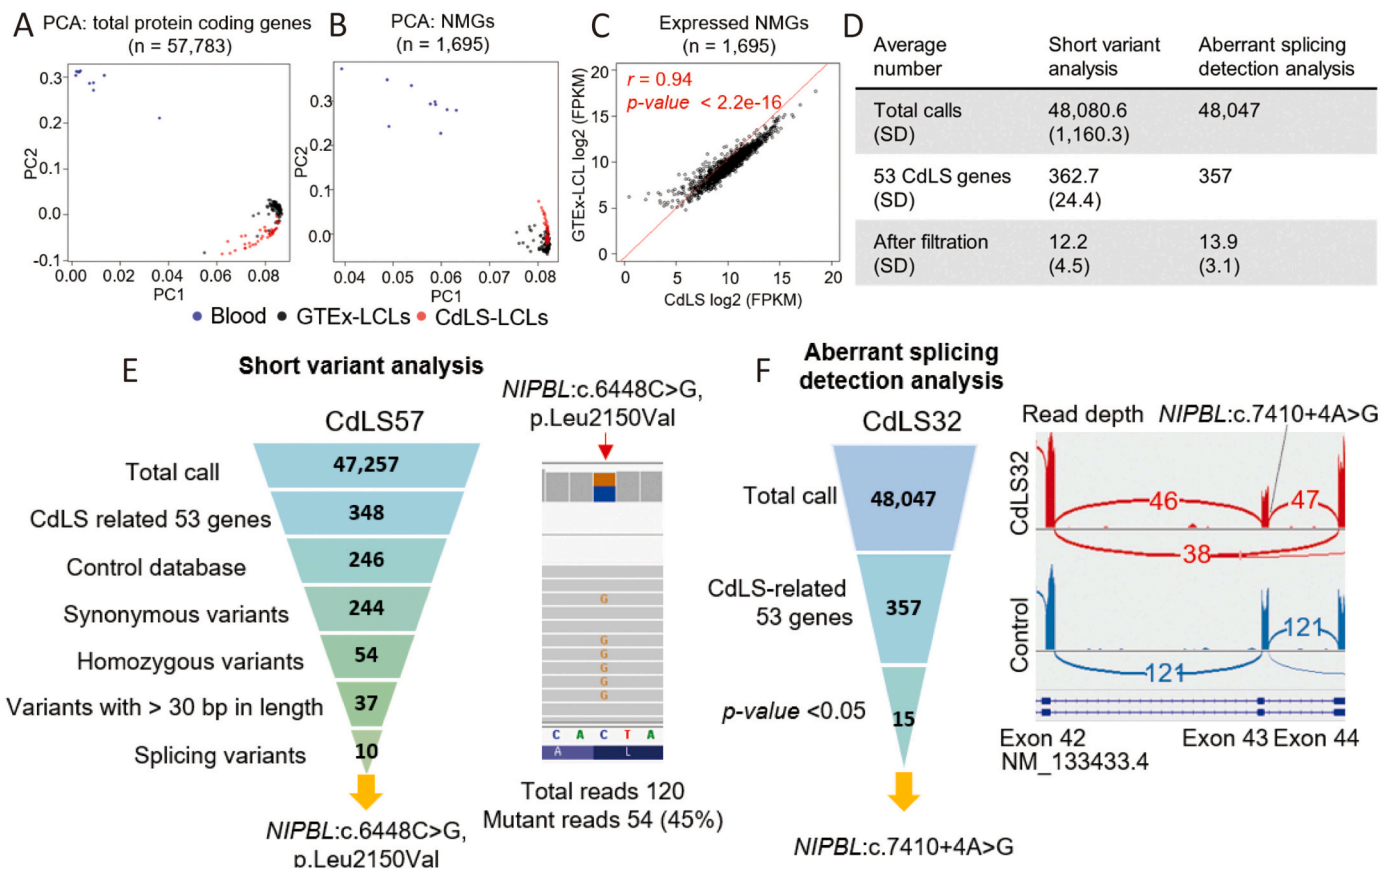 A
PCA: total protein coding genes
(n = 57,783)
0.3
0.2
0.1
0.0
-0.1
PC2
0.00
0.02
0.04
0.06
0.08
PC1
B
PCA: NMGs
(n = 1,695)
0.3
0.2
0.1
0.0
PC2
0.04
0.05
0.06
0.07
0.08
PC1
Blood
GTEx-LCLs
CdLS-LCLs
C
Expressed NMGs
(n = 1,695)
r = 0.94
p-value < 2.2e-16
20
15
10
5
0
GTEx-LCL log2 (FPKM)
0
5
10
15
20
CdLS log2 (FPKM)
D
Average
number
Short variant
analysis
Aberrant splicing
detection analysis
Total calls
(SD)
48,080.6
(1,160.3)
48,047
53 CdLS genes
(SD)
362.7
(24.4)
357
After filtration
(SD)
12.2
(4.5)
13.9
(3.1)
E
Short variant analysis
CdLS57
Total call
47,257
CdLS related 53 genes
348
Control database
246
Synonymous variants
244
Homozygous variants
54
Variants with > 30 bp in length
37
Splicing variants
10
NIPBL:c.6448C>G,
p.Leu2150Val
NIPBL:c.6448C>G,
p.Leu2150Val
G
G
G
G
G
G
C A C T A
A L
Total reads 120
Mutant reads 54 (45%)
F
Aberrant splicing
detection analysis
CdLS32
Total call
48,047
CdLS-related
53 genes
357
p-value <0.05
15
NIPBL:c.7410+4A>G
Read depth
NIPBL:c.7410+4A>G
CdLS32
46
47
38
Control
121
121
Exon 42
Exon 43
Exon 44
NM_133433.4